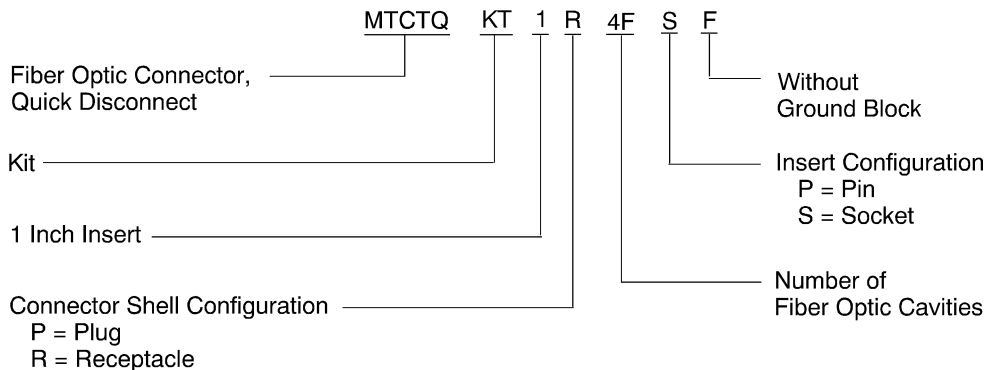 MTCTQ KT 1 R 4F S F
Fiber Optic Connector,
Quick Disconnect
Kit
1 Inch Insert
Connector Shell Configuration
P = Plug
R = Receptacle
Without
Ground Block
Insert Configuration
P = Pin
S = Socket
Number of
Fiber Optic Cavities